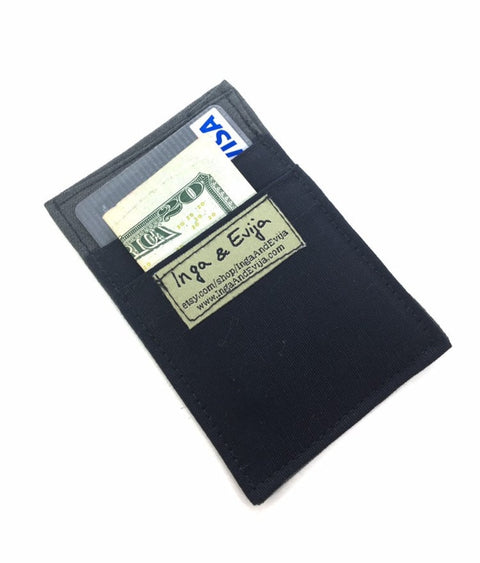 VISA
20
Inga & Evija
etsy.com/shop/IngaAndEvija
www.IngaAndEvija.com